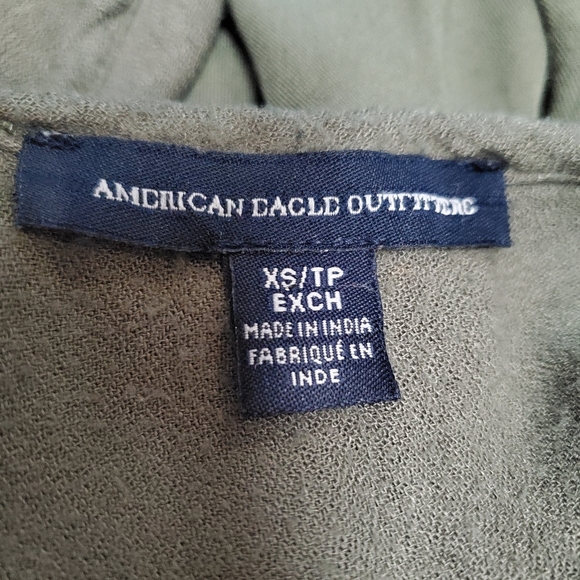 AMERICAN EAGLE OUTFITTERS
XS/TP
EXCH
MADE IN INDIA
FABRIQUÉ EN
INDE